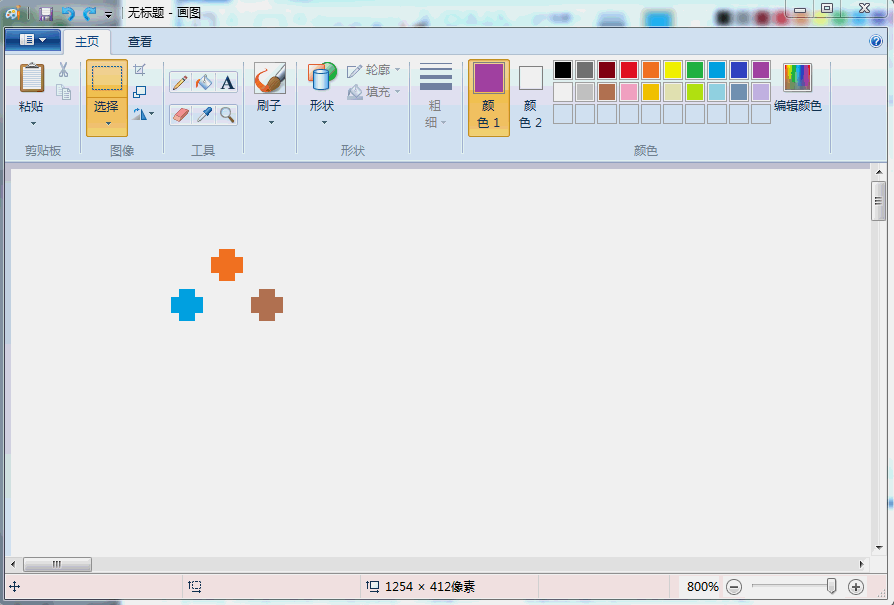 无标题 - 画图
主页 查看
粘贴
选择
A
刷子
形状
轮廓
填充
粗
细
颜
色 1
颜
色 2
编辑颜色
剪贴板 图像 工具 形状 颜色
1254 × 412像素 800%